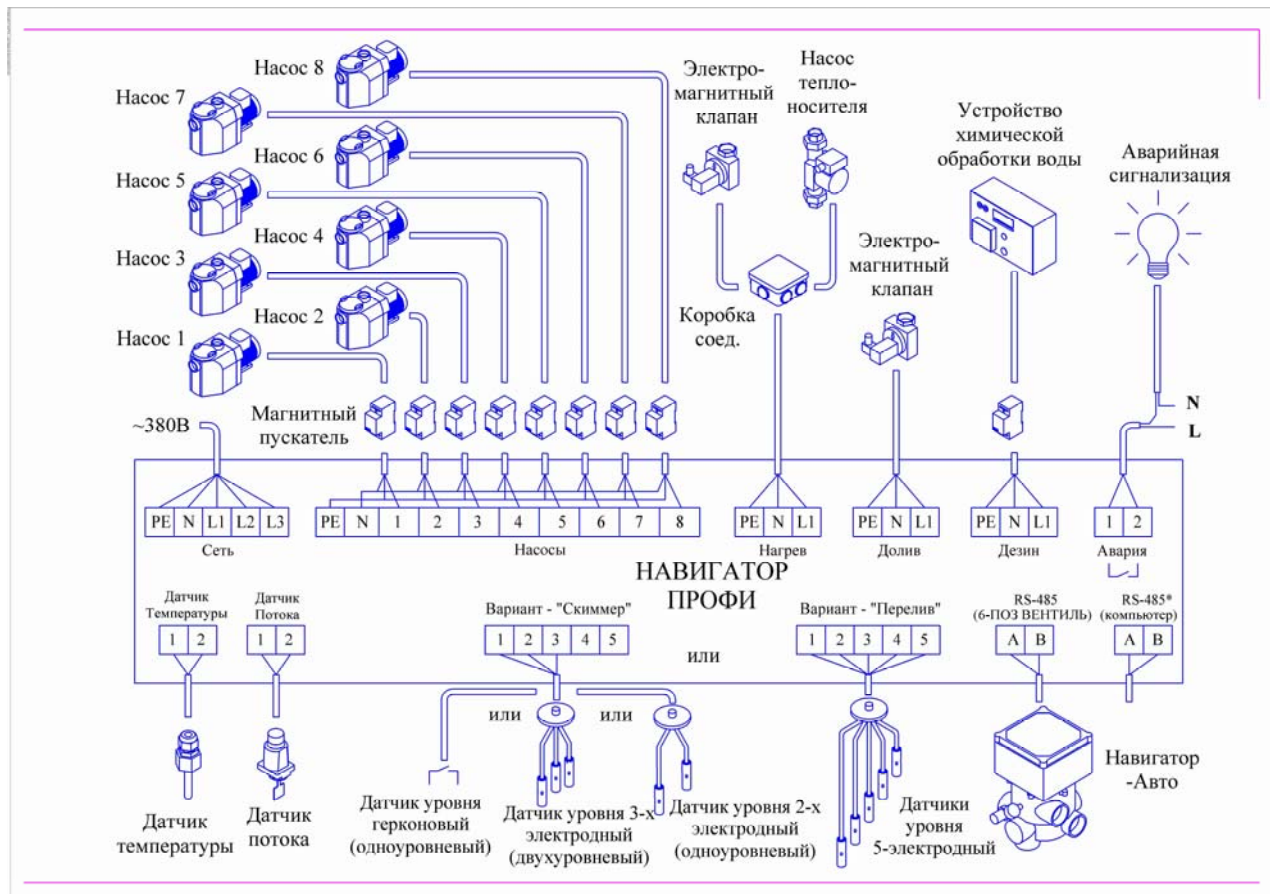 Насос 8
Насос 7
Насос 6
Насос 5
Насос 4
Насос 3
Насос 2
Насос 1
Электро-
магнитный
клапан
Насос
тепло-
носителя
Устройство
химической
обработки воды
Аварийная
сигнализация
Электро-
магнитный
клапан
Коробка
соед.
~380В
Магнитный
пускатель
N
L
PE N L1 L2 L3
Сеть
PE N 1 2 3 4 5 6 7 8
Насосы
PE N L1
Нагрев
PE N L1
Долив
PE N L1
Дезин
1 2
Авария
НАВИГАТОР
ПРОФИ
Датчик
Температуры
1 2
Датчик
Потока
1 2
Вариант - "Скиммер"
1 2 3 4 5
или
Вариант - "Перелив"
1 2 3 4 5
RS-485
(6-ПОЗ ВЕНТИЛЬ)
A B
RS-485*
(компьютер)
A B
или
или
Датчик
температуры
Датчик
потока
Датчик уровня
герконовый
(одноуровневый)
Датчик уровня 3-х
электродный
(двухуровневый)
Датчик уровня 2-х
электродный
(одноуровневый)
Датчики
уровня
5-электродный
Навигатор
-Авто